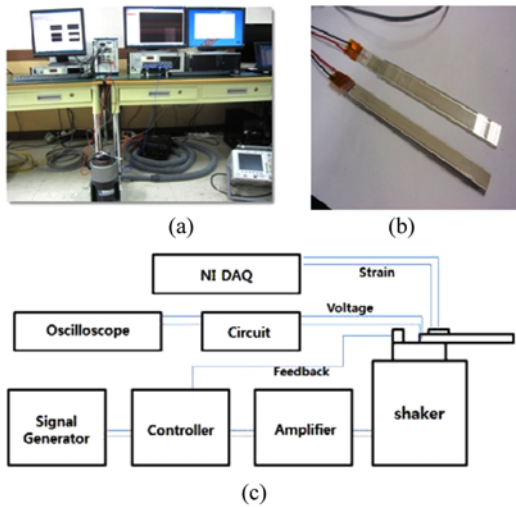 (a)
(b)
NI DAQ
Strain
Voltage
Oscilloscope
Circuit
Feedback
Signal
Generator
Controller
Amplifier
shaker
(c)